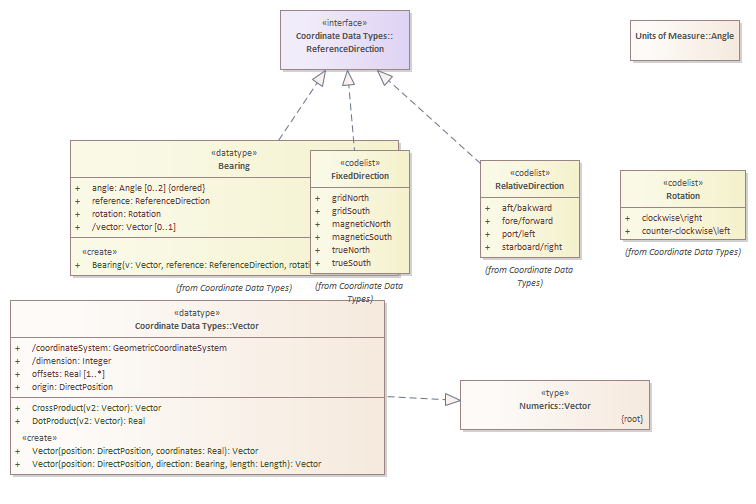 «interface»
Coordinate Data Types::
ReferenceDirection
Units of Measure::Angle
«datatype»
Bearing
+ angle: Angle [0..2] {ordered}
+ reference: ReferenceDirection
+ rotation: Rotation
+ /vector: Vector [0..1]
«create»
+ Bearing(v: Vector, reference: ReferenceDirection,
(from Coordinate Data Types)
«codelist»
FixedDirection
+ gridNorth
+ gridSouth
+ magneticNorth
+ magneticSouth
+ trueNorth
+ trueSouth
(from Coordinate Data
Types)
«codelist»
RelativeDirection
+ aft/bakward
+ fore/forward
+ port/left
+ starboard/right
(from Coordinate Data
Types)
«codelist»
Rotation
+ clockwise\right
+ counter-clockwise\left
(from Coordinate Data Types)
«datatype»
Coordinate Data Types::Vector
+ /coordinateSystem: GeometricCoordinateSystem
+ /dimension: Integer
+ offsets: Real [1..*]
+ origin: DirectPosition
+ CrossProduct(v2: Vector): Vector
+ DotProduct(v2: Vector): Real
«create»
+ Vector(position: DirectPosition, coordinates: Real): Vector
+ Vector(position: DirectPosition, direction: Bearing, length: Length): Vector
«type»
Numerics::Vector
{root}